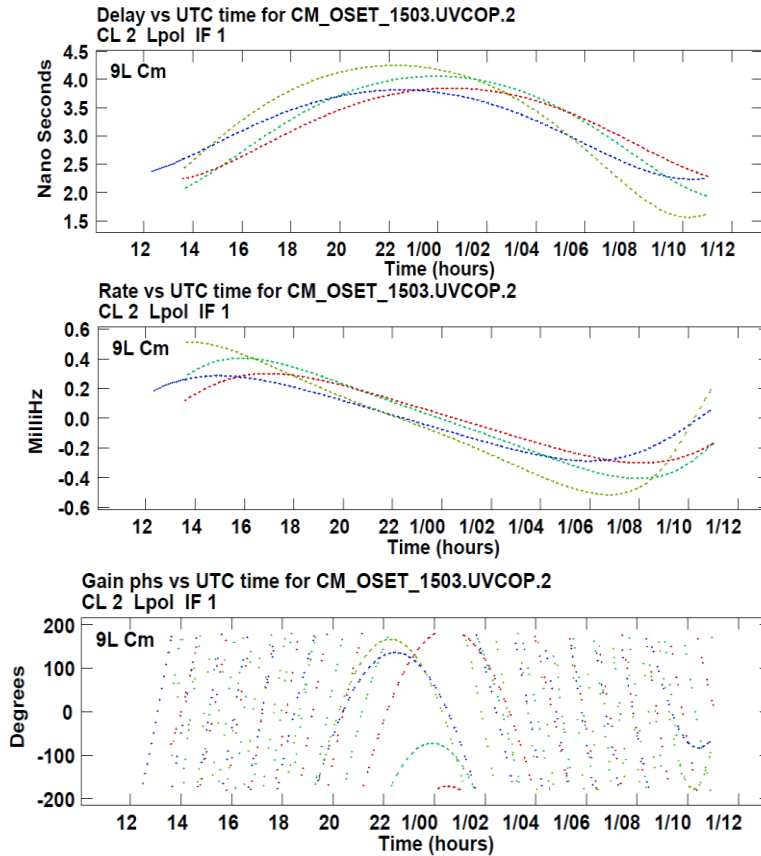 Delay vs UTC time for CM_OSET_1503.UVCOP.2
CL 2 Lpol IF 1
9L Cm
4.5
4.0
3.5
3.0
2.5
2.0
1.5
Nano Seconds
12 14 16 18 20 22 1/00 1/02 1/04 1/06 1/08 1/10 1/12
Time (hours)
Rate vs UTC time for CM_OSET_1503.UVCOP.2
CL 2 Lpol IF 1
9L Cm
0.6
0.4
0.2
0.0
-0.2
-0.4
-0.6
MilliHz
12 14 16 18 20 22 1/00 1/02 1/04 1/06 1/08 1/10 1/12
Time (hours)
Gain phs vs UTC time for CM_OSET_1503.UVCOP.2
CL 2 Lpol IF 1
9L Cm
200
100
0
-100
-200
Degrees
12 14 16 18 20 22 1/00 1/02 1/04 1/06 1/08 1/10 1/12
Time (hours)